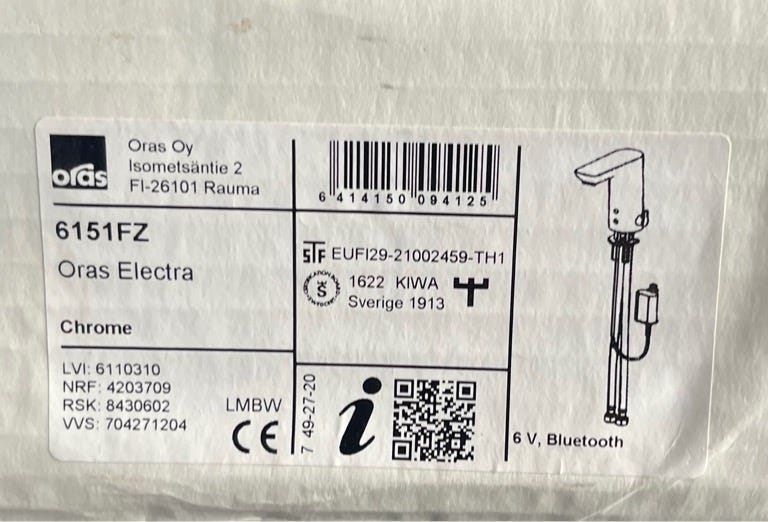 oras
Oras Oy
Isometsäntie 2
FI-26101 Rauma
6151FZ
Oras Electra
Chrome
LVI: 6110310
NRF: 4203709
RSK: 8430602
VVS: 704271204
LMBW
CE
6 414150 094125
STF EUFI29-21002459-TH1
1622 KIWA
Sverige 1913
7 49-27-20
i
6 V, Bluetooth